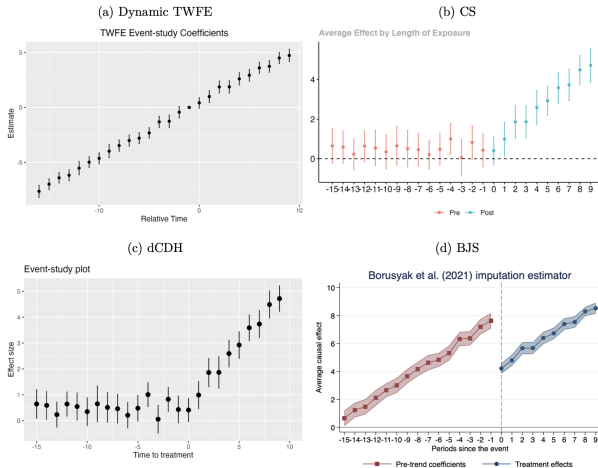 (a) Dynamic TWFE
TWFE Event-study Coefficients
Estimate
5
0
-5
-10
0
10
Relative Time
(b) CS
Average Effect by Length of Exposure
4
2
0
-15-14-13-12-11-10-9 -8 -7 -6 -5 -4 -3 -2 -1 0 1 2 3 4 5 6 7 8 9
Pre Post
(c) dCDH
Event-study plot
Effect size
5
4
3
2
1
0
-15 -10 -5 0 5 10
Time to treatment
(d) BJS
Borusyak et al. (2021) imputation estimator
Average causal effect
10
8
6
4
2
0
-15-14-13-12-11-10-9 -8 -7 -6 -5 -4 -3 -2 -1 0 1 2 3 4 5 6 7 8 9
Periods since the event
Pre-trend coefficients Treatment effects